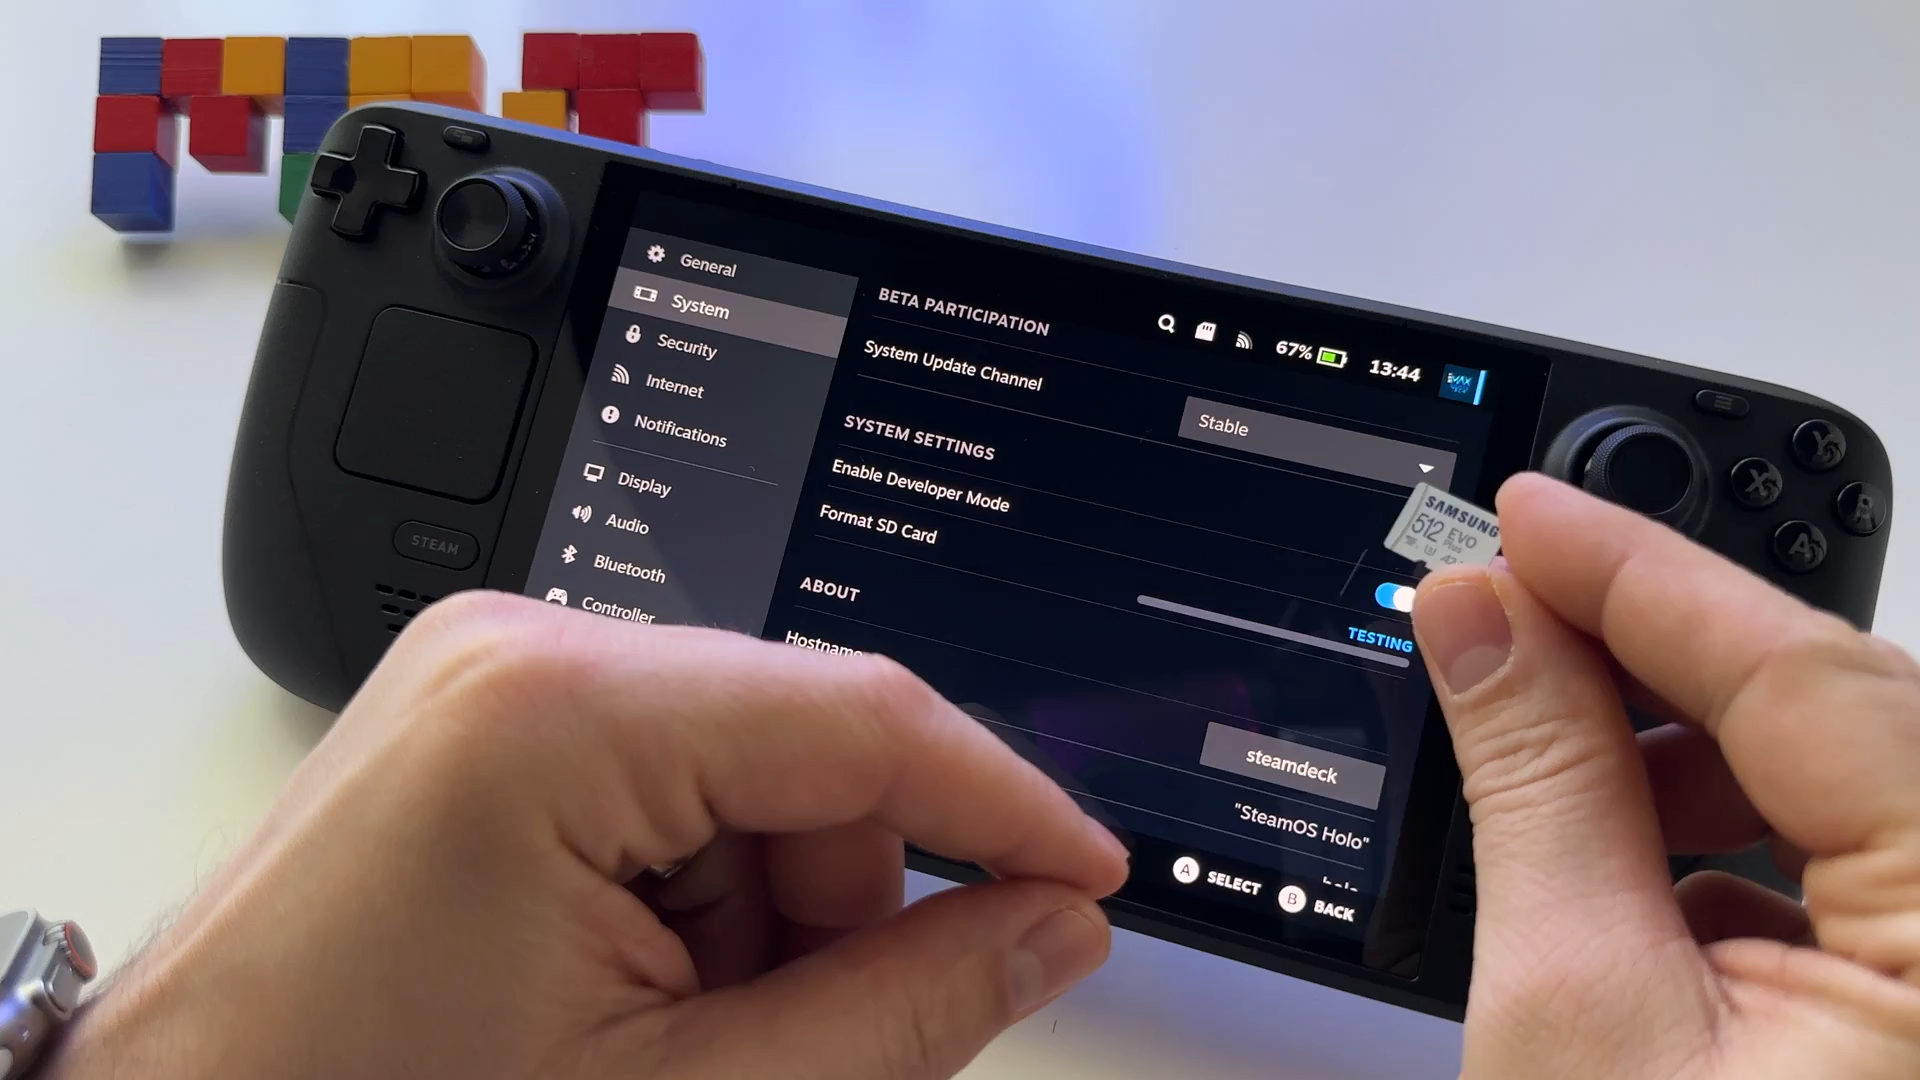 General
System
Security
Internet
Notifications
Display
Audio
Bluetooth
Controller
67%
13:44
BETA PARTICIPATION
System Update Channel
Stable
SYSTEM SETTINGS
Enable Developer Mode
Format SD Card
TESTING
ABOUT
Hostname
steamdeck
"SteamOS Holo"
A SELECT
B BACK
STEAM
Y
X
B
A
SAMSUNG
512 EVO
Plus
A2